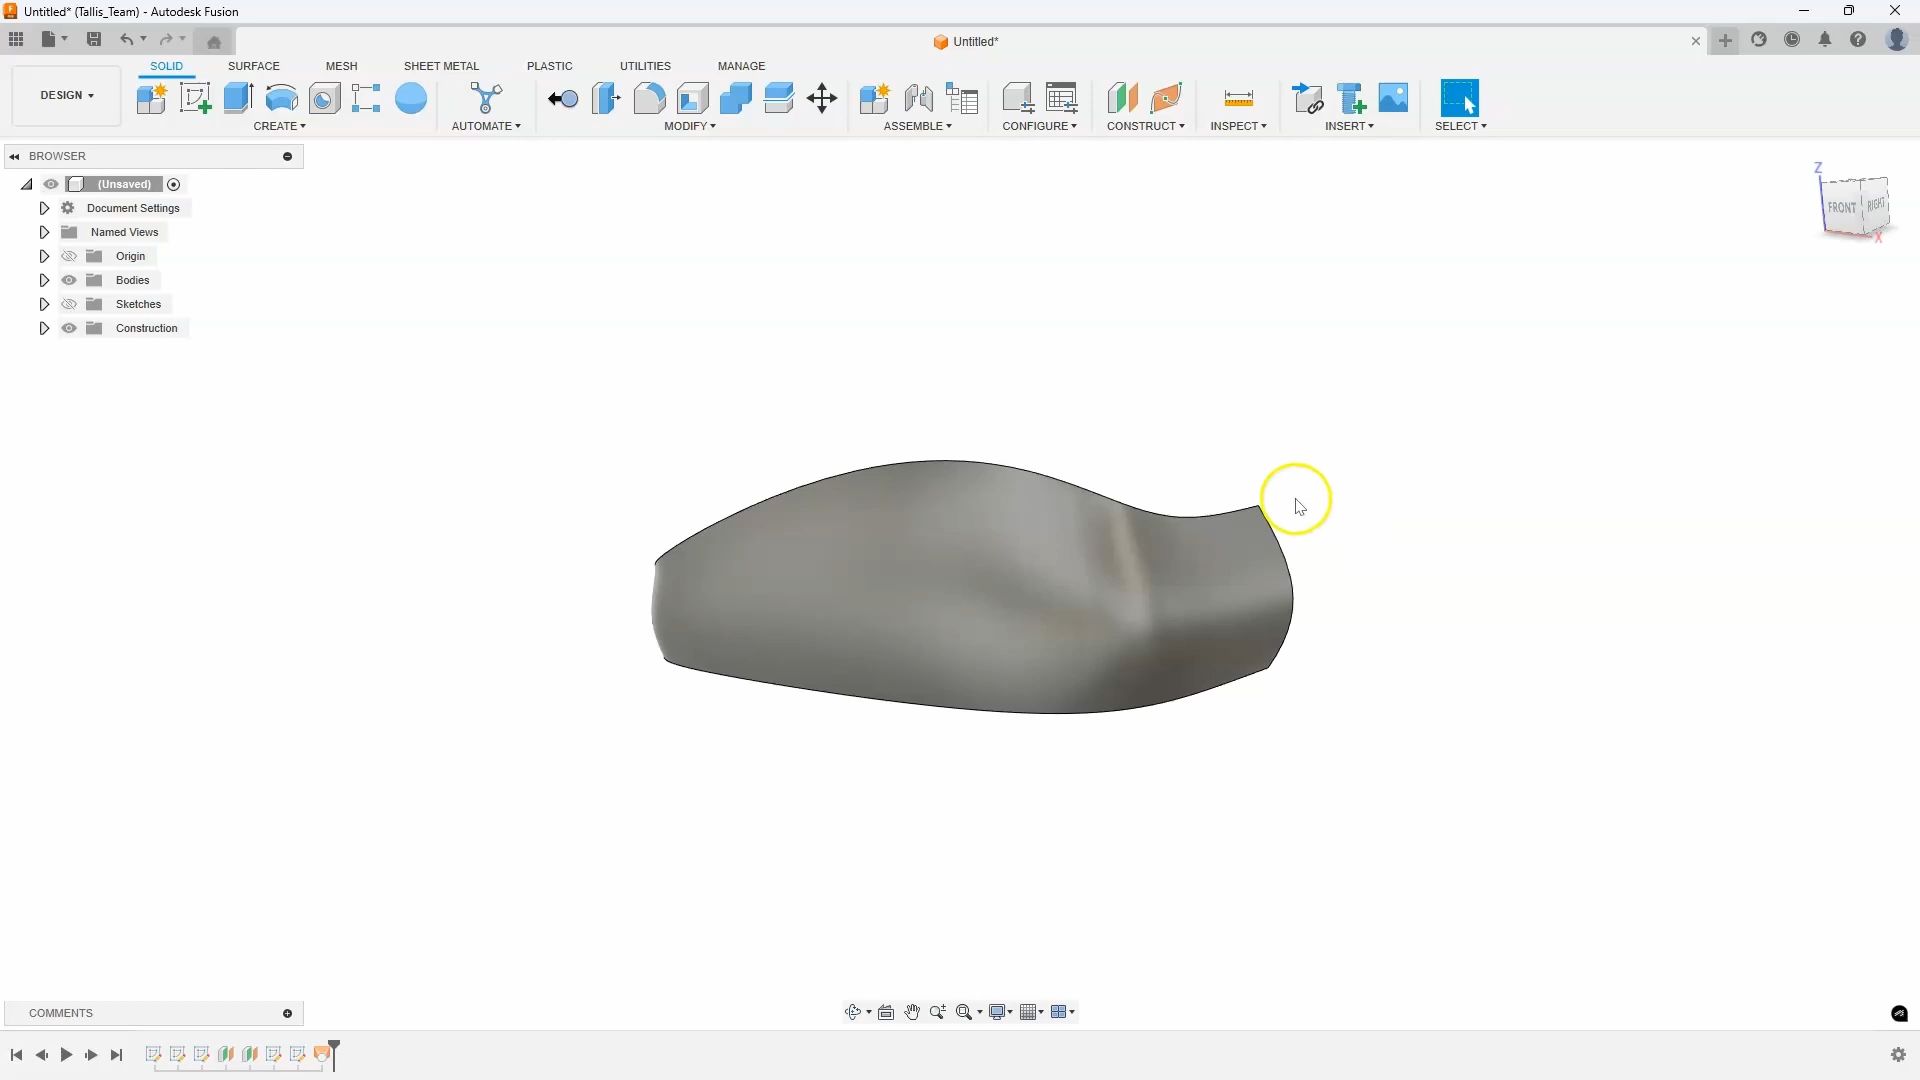 Untitled* (Tallis_Team) - Autodesk Fusion
Untitled*
DESIGN
SOLID SURFACE MESH SHEET METAL PLASTIC UTILITIES MANAGE
CREATE AUTOMATE MODIFY ASSEMBLE CONFIGURE CONSTRUCT INSPECT INSERT SELECT
BROWSER
(Unsaved)
Document Settings
Named Views
Origin
Bodies
Sketches
Construction
Z
FRONT RIGHT
X
COMMENTS